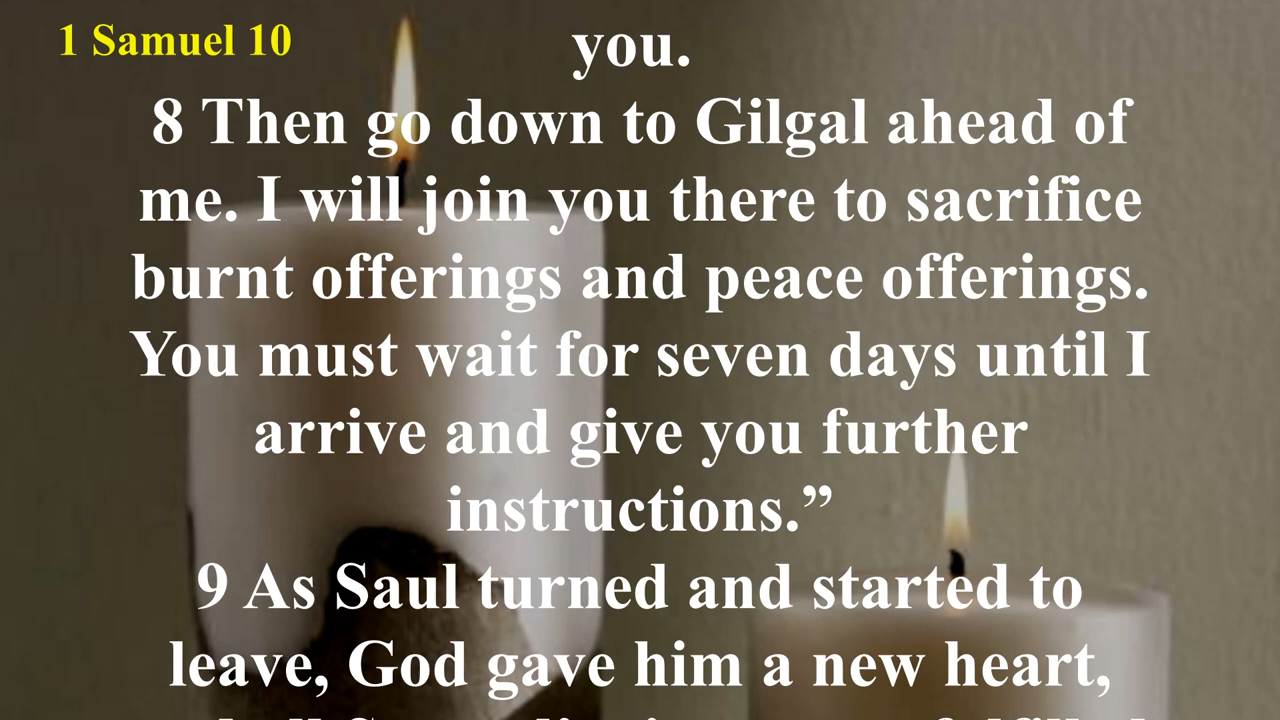 1 Samuel 10
you.
8 Then go down to Gilgal ahead of
me. I will join you there to sacrifice
burnt offerings and peace offerings.
You must wait for seven days until I
arrive and give you further
instructions.”
9 As Saul turned and started to
leave, God gave him a new heart,